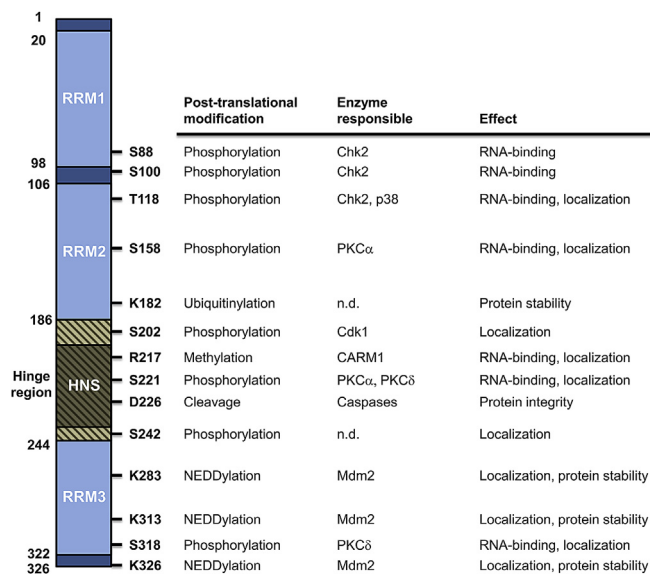 1
20
RRM1
Post-translational modification Enzyme responsible Effect
S88 Phosphorylation Chk2 RNA-binding
98
S100 Phosphorylation Chk2 RNA-binding
106
T118 Phosphorylation Chk2, p38 RNA-binding, localization
RRM2
S158 Phosphorylation PKCα RNA-binding, localization
K182 Ubiquitinylation n.d. Protein stability
186
S202 Phosphorylation Cdk1 Localization
R217 Methylation CARM1 RNA-binding, localization
Hinge region
HNS
S221 Phosphorylation PKCα, PKCδ RNA-binding, localization
D226 Cleavage Caspases Protein integrity
S242 Phosphorylation n.d. Localization
244
K283 NEDDylation Mdm2 Localization, protein stability
RRM3
K313 NEDDylation Mdm2 Localization, protein stability
S318 Phosphorylation PKCδ RNA-binding, localization
322
326
K326 NEDDylation Mdm2 Localization, protein stability